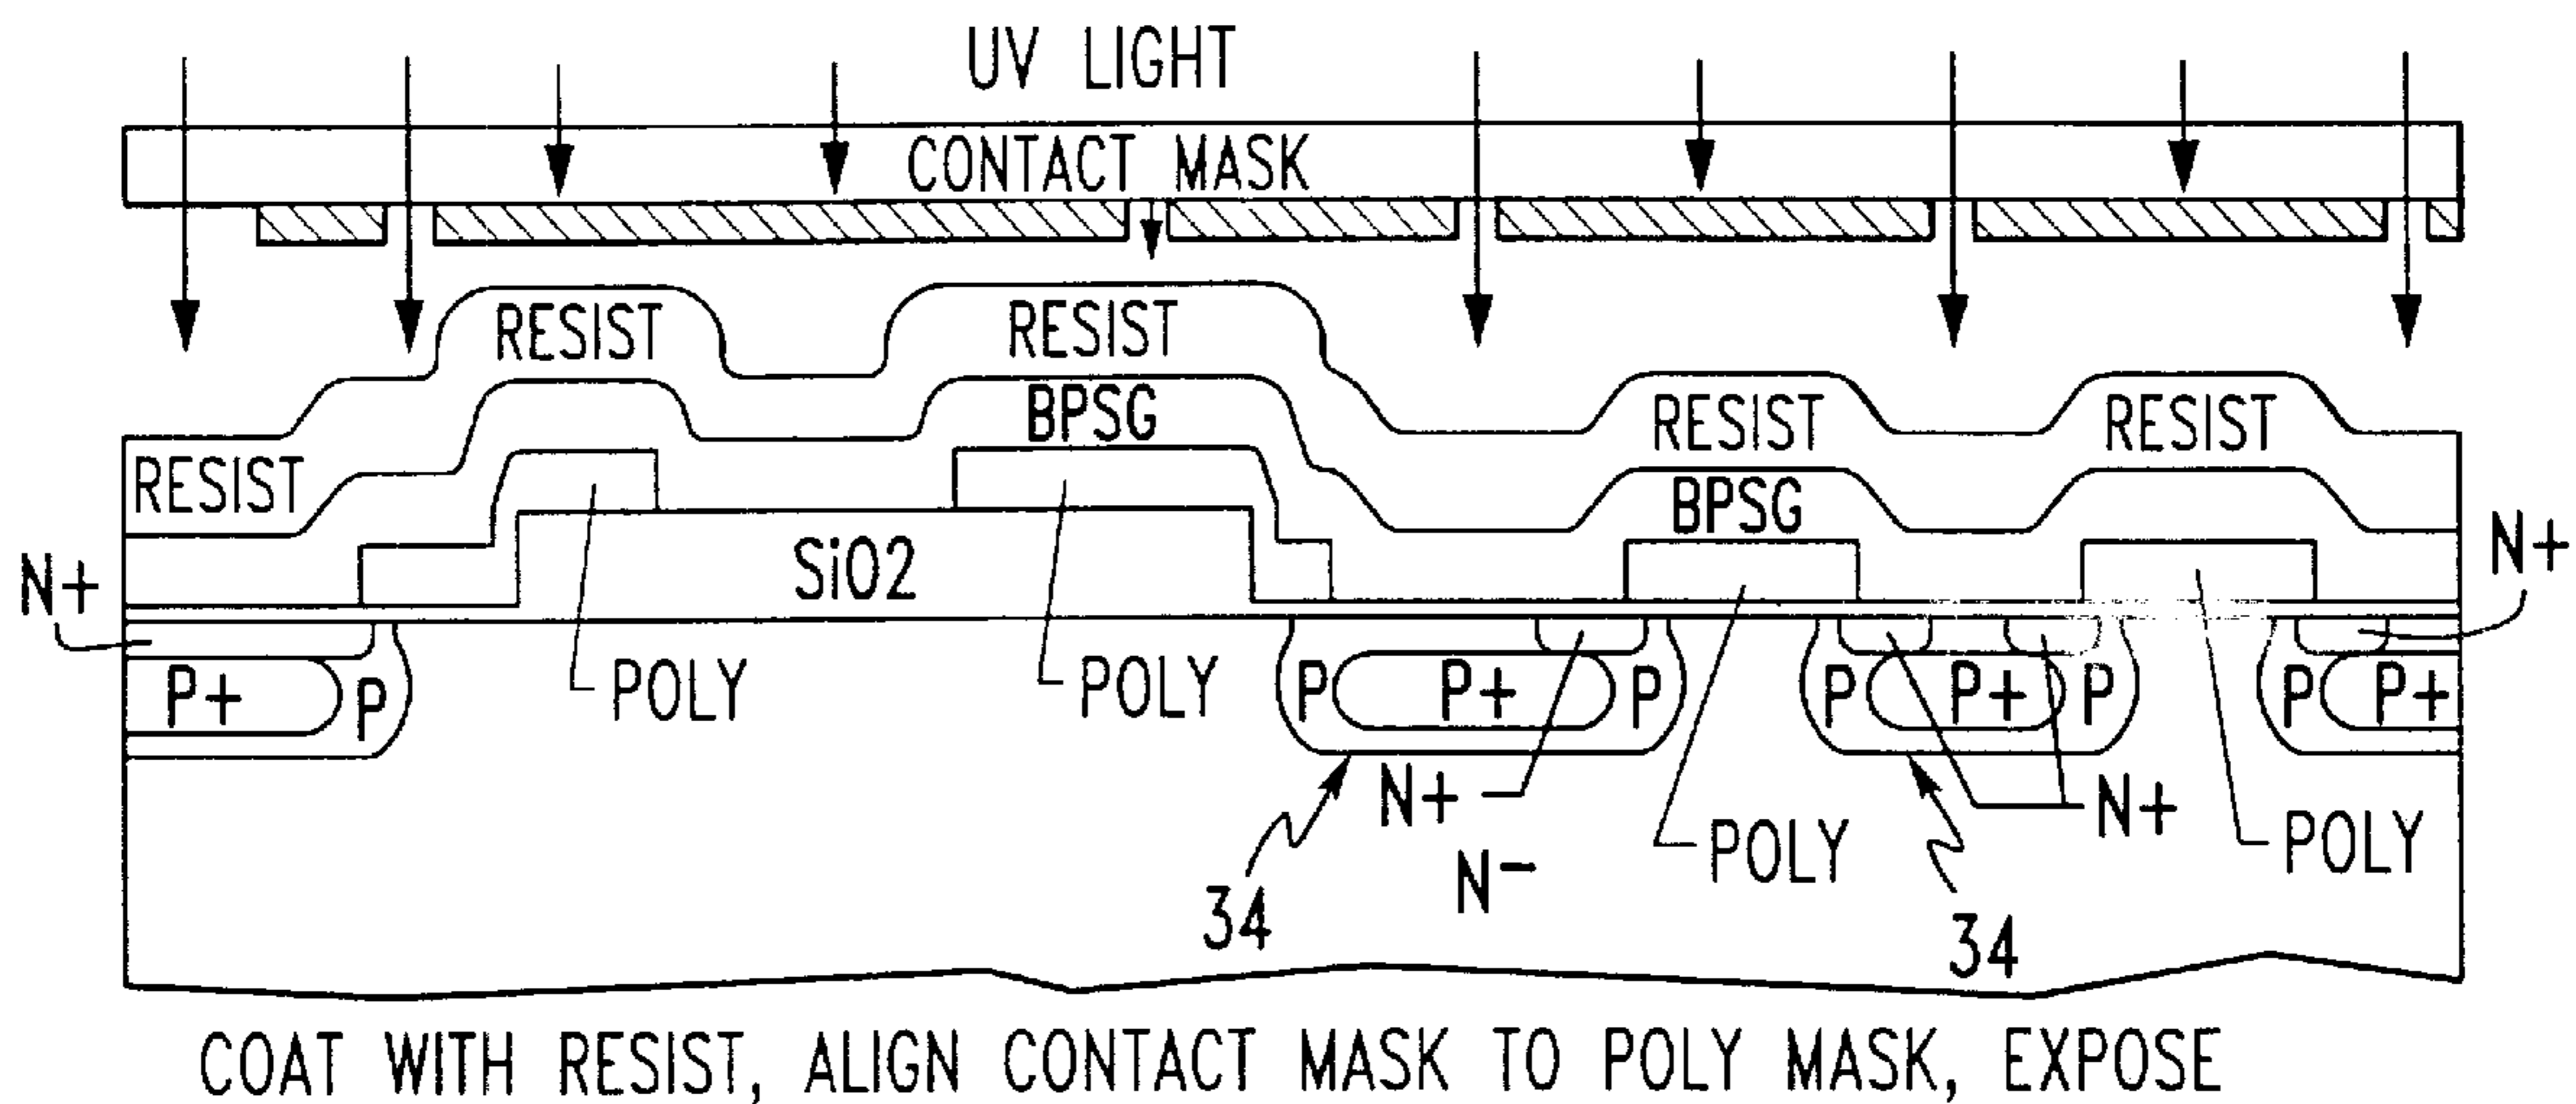 UV LIGHT
CONTACT MASK
RESIST
RESIST
BPSG
RESIST
RESIST
RESIST
BPSG
SiO2
N+
N+
P+
P
POLY
POLY
P
P+
P
P
P+
P
P
P+
N+
N+
POLY
POLY
N-
34
34
COAT WITH RESIST, ALIGN CONTACT MASK TO POLY MASK, EXPOSE